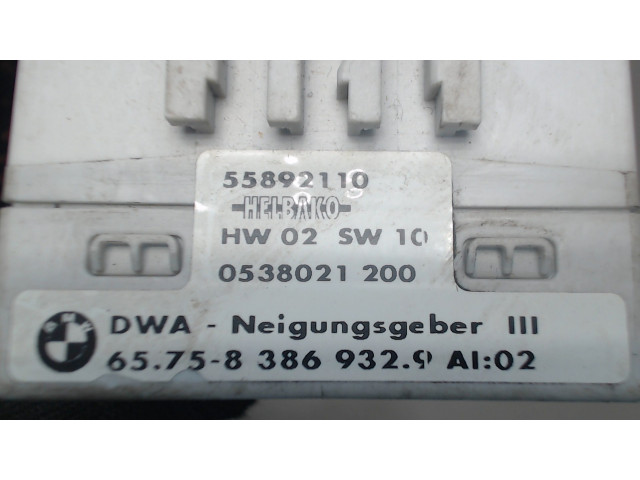 55892110
HELBAKO
HW 02 SW 10
0538021 200
BMW
DWA - Neigungsgeber III
65.75-8 386 932.9 AI:02